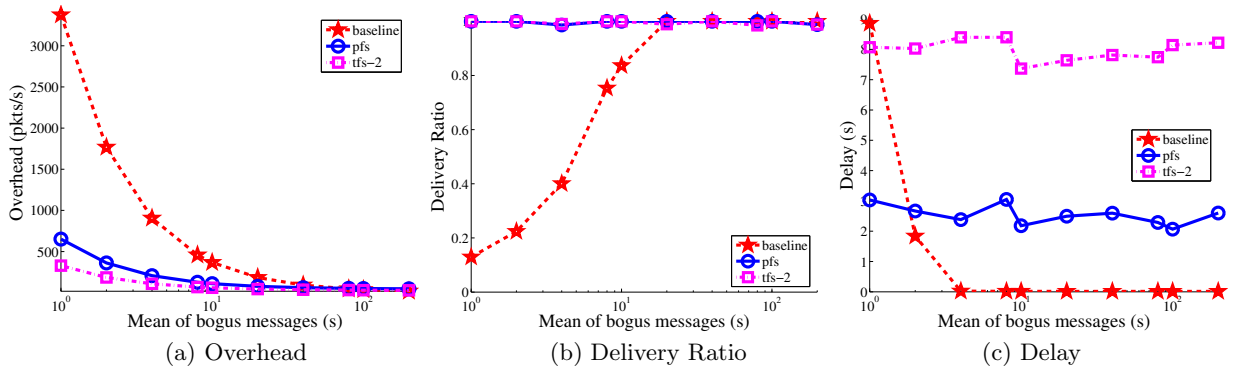 Overhead (pkts/s)
3000
2500
2000
1500
1000
500
10^0
10^1
10^2
Mean of bogus messages (s)
baseline
pfs
tfs-2
(a) Overhead
Delivery Ratio
0.8
0.6
0.4
0.2
0
10^0
10^1
10^2
Mean of bogus messages (s)
baseline
pfs
tfs-2
(b) Delivery Ratio
Delay (s)
9
8
7
6
5
4
3
2
1
0
10^0
10^1
10^2
Mean of bogus messages (s)
baseline
pfs
tfs-2
(c) Delay